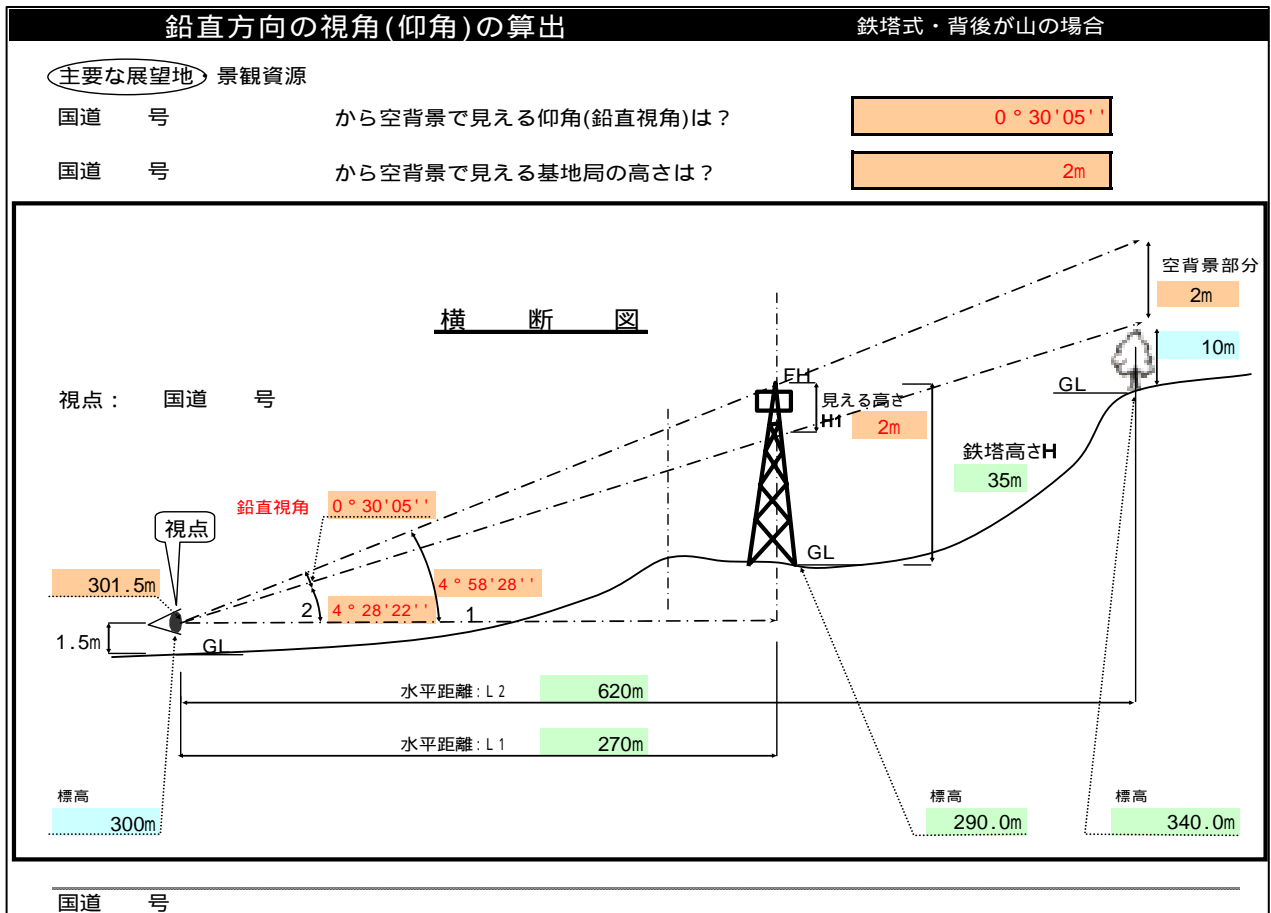 鉛直方向の視角(仰角)の算出 鉄塔式・背後が山の場合
主要な展望地・景観資源
国道 号 から空背景で見える仰角(鉛直視角)は？ 0°30'05''
国道 号 から空背景で見える基地局の高さは？ 2m
空背景部分
2m
横 断 図
10m
FH
GL
視点： 国道 号
見える高さ
H1 2m
鉄塔高さH
35m
鉛直視角 0°30'05''
視点
GL
301.5m
4°58'28''
2 4°28'22'' 1
1.5m
GL
水平距離:L2 620m
水平距離:L1 270m
標高 標高 標高
300m 290.0m 340.0m
国道 号